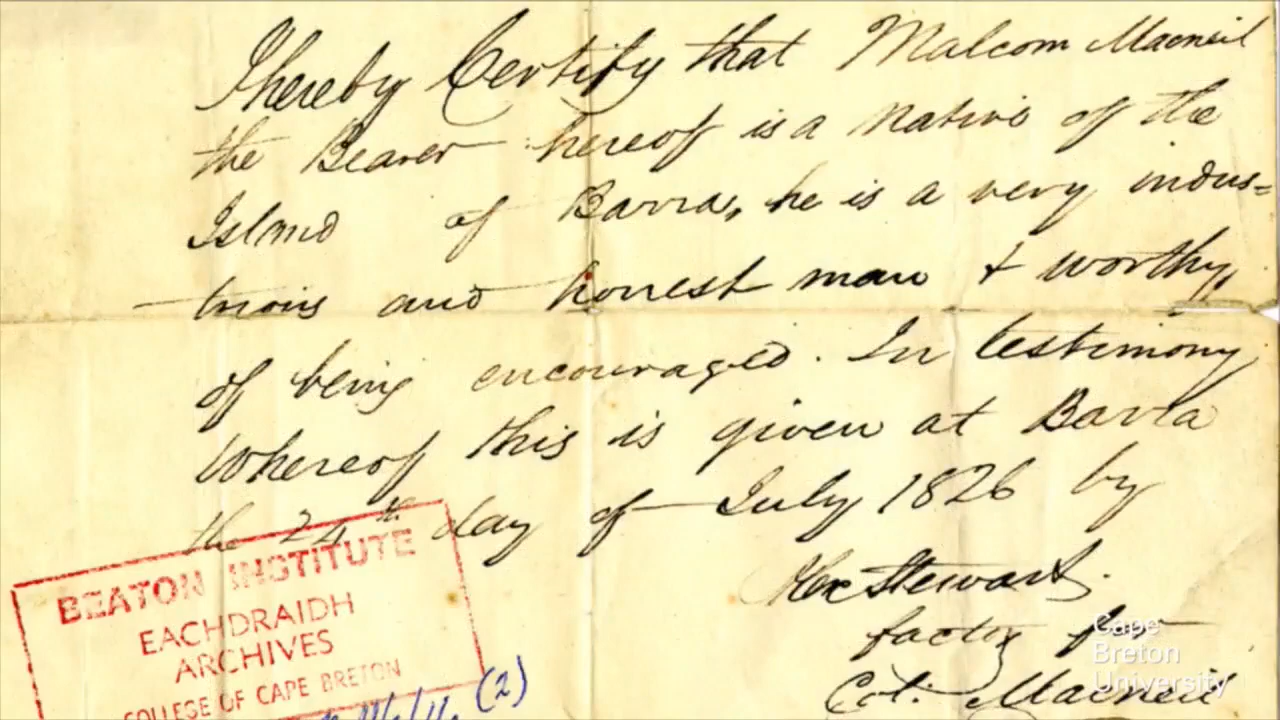 I hereby Certify that Malcom Macneil
the Bearer hereof is a Native of the
Island of Barra, he is a very indus=
trious and honest man & worthy
of being encouraged. In testimony
Whereof this is given at Barra
the 24th day of July 1826 by
Alex Stewart.
factor for
Col: Macneil
BEATON INSTITUTE
EACHDRAIDH
ARCHIVES
COLLEGE OF CAPE BRETON
(2)
Cape
Breton
University